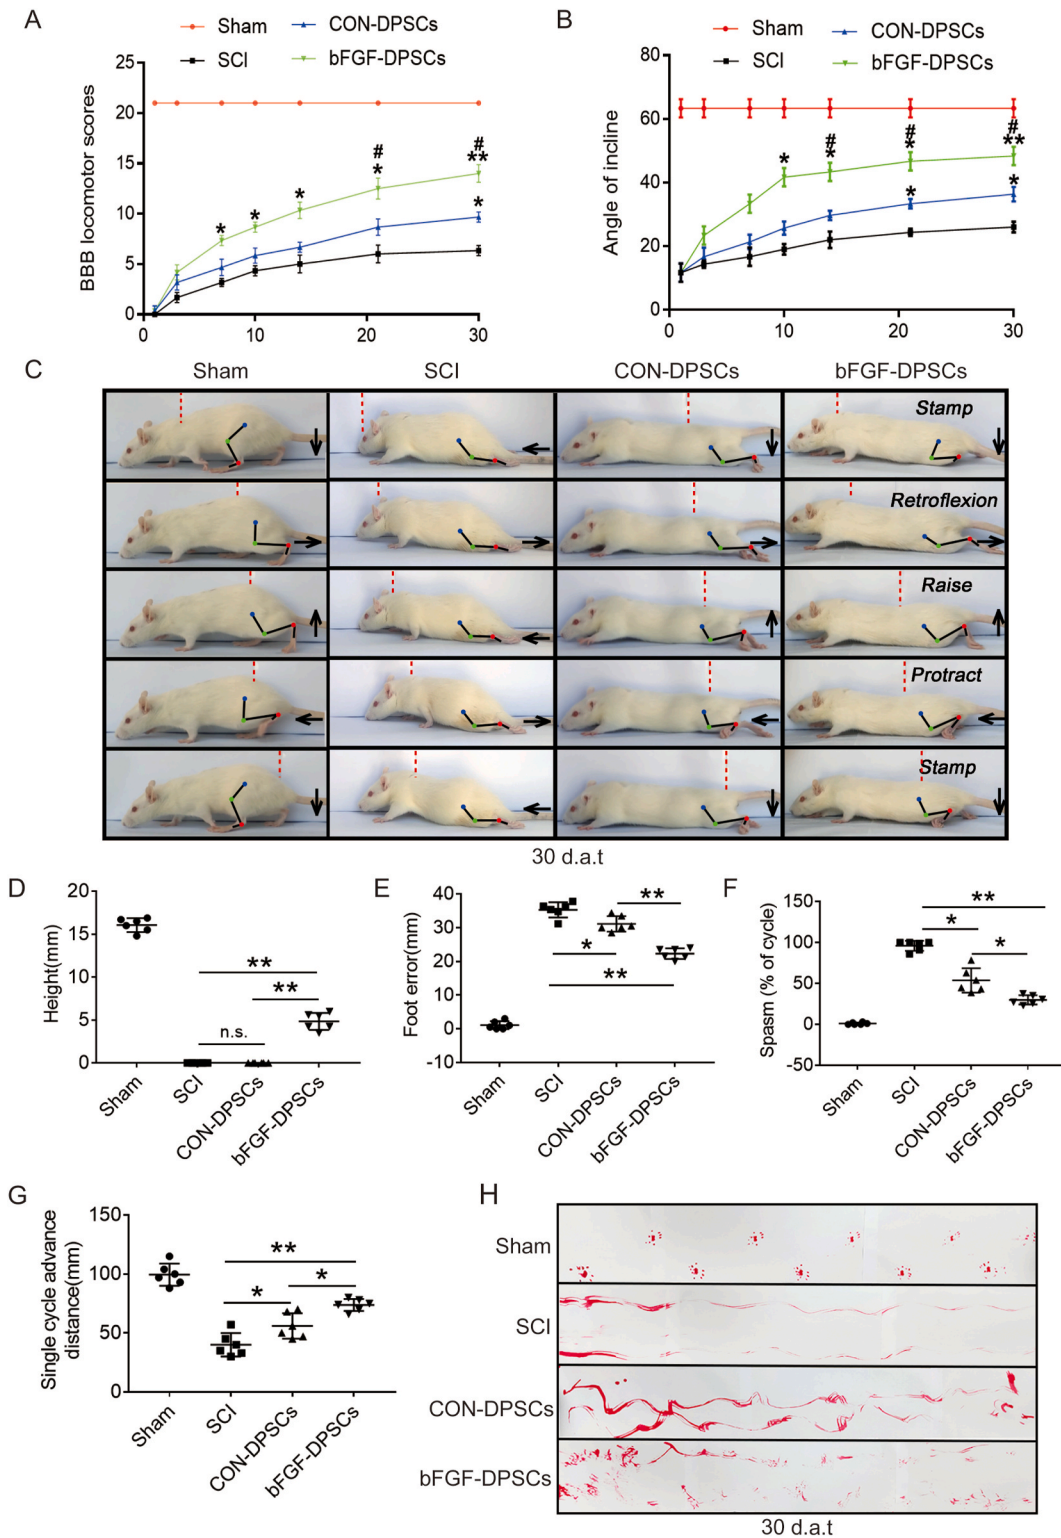 A
Sham
CON-DPSCs
SCI
bFGF-DPSCs
BBB locomotor scores
25
20
15
10
5
0
0
10
20
30
*
*
*
#
*
#
**
*
B
Sham
CON-DPSCs
SCI
bFGF-DPSCs
Angle of incline
80
60
40
20
0
0
10
20
30
*
#
*
#
*
#
**
*
*
C
Sham
SCI
CON-DPSCs
bFGF-DPSCs
Stamp
Retroflexion
Raise
Protract
Stamp
30 d.a.t
D
Height(mm)
20
15
10
5
0
**
**
n.s.
Sham
SCI
CON-DPSCs
bFGF-DPSCs
E
Foot error(mm)
40
30
20
10
0
-10
**
*
**
Sham
SCI
CON-DPSCs
bFGF-DPSCs
F
Spasm (% of cycle)
150
100
50
0
-50
**
*
*
Sham
SCI
CON-DPSCs
bFGF-DPSCs
G
Single cycle advance
distance(mm)
150
100
50
0
**
*
*
Sham
SCI
CON-DPSCs
bFGF-DPSCs
H
Sham
SCI
CON-DPSCs
bFGF-DPSCs
30 d.a.t